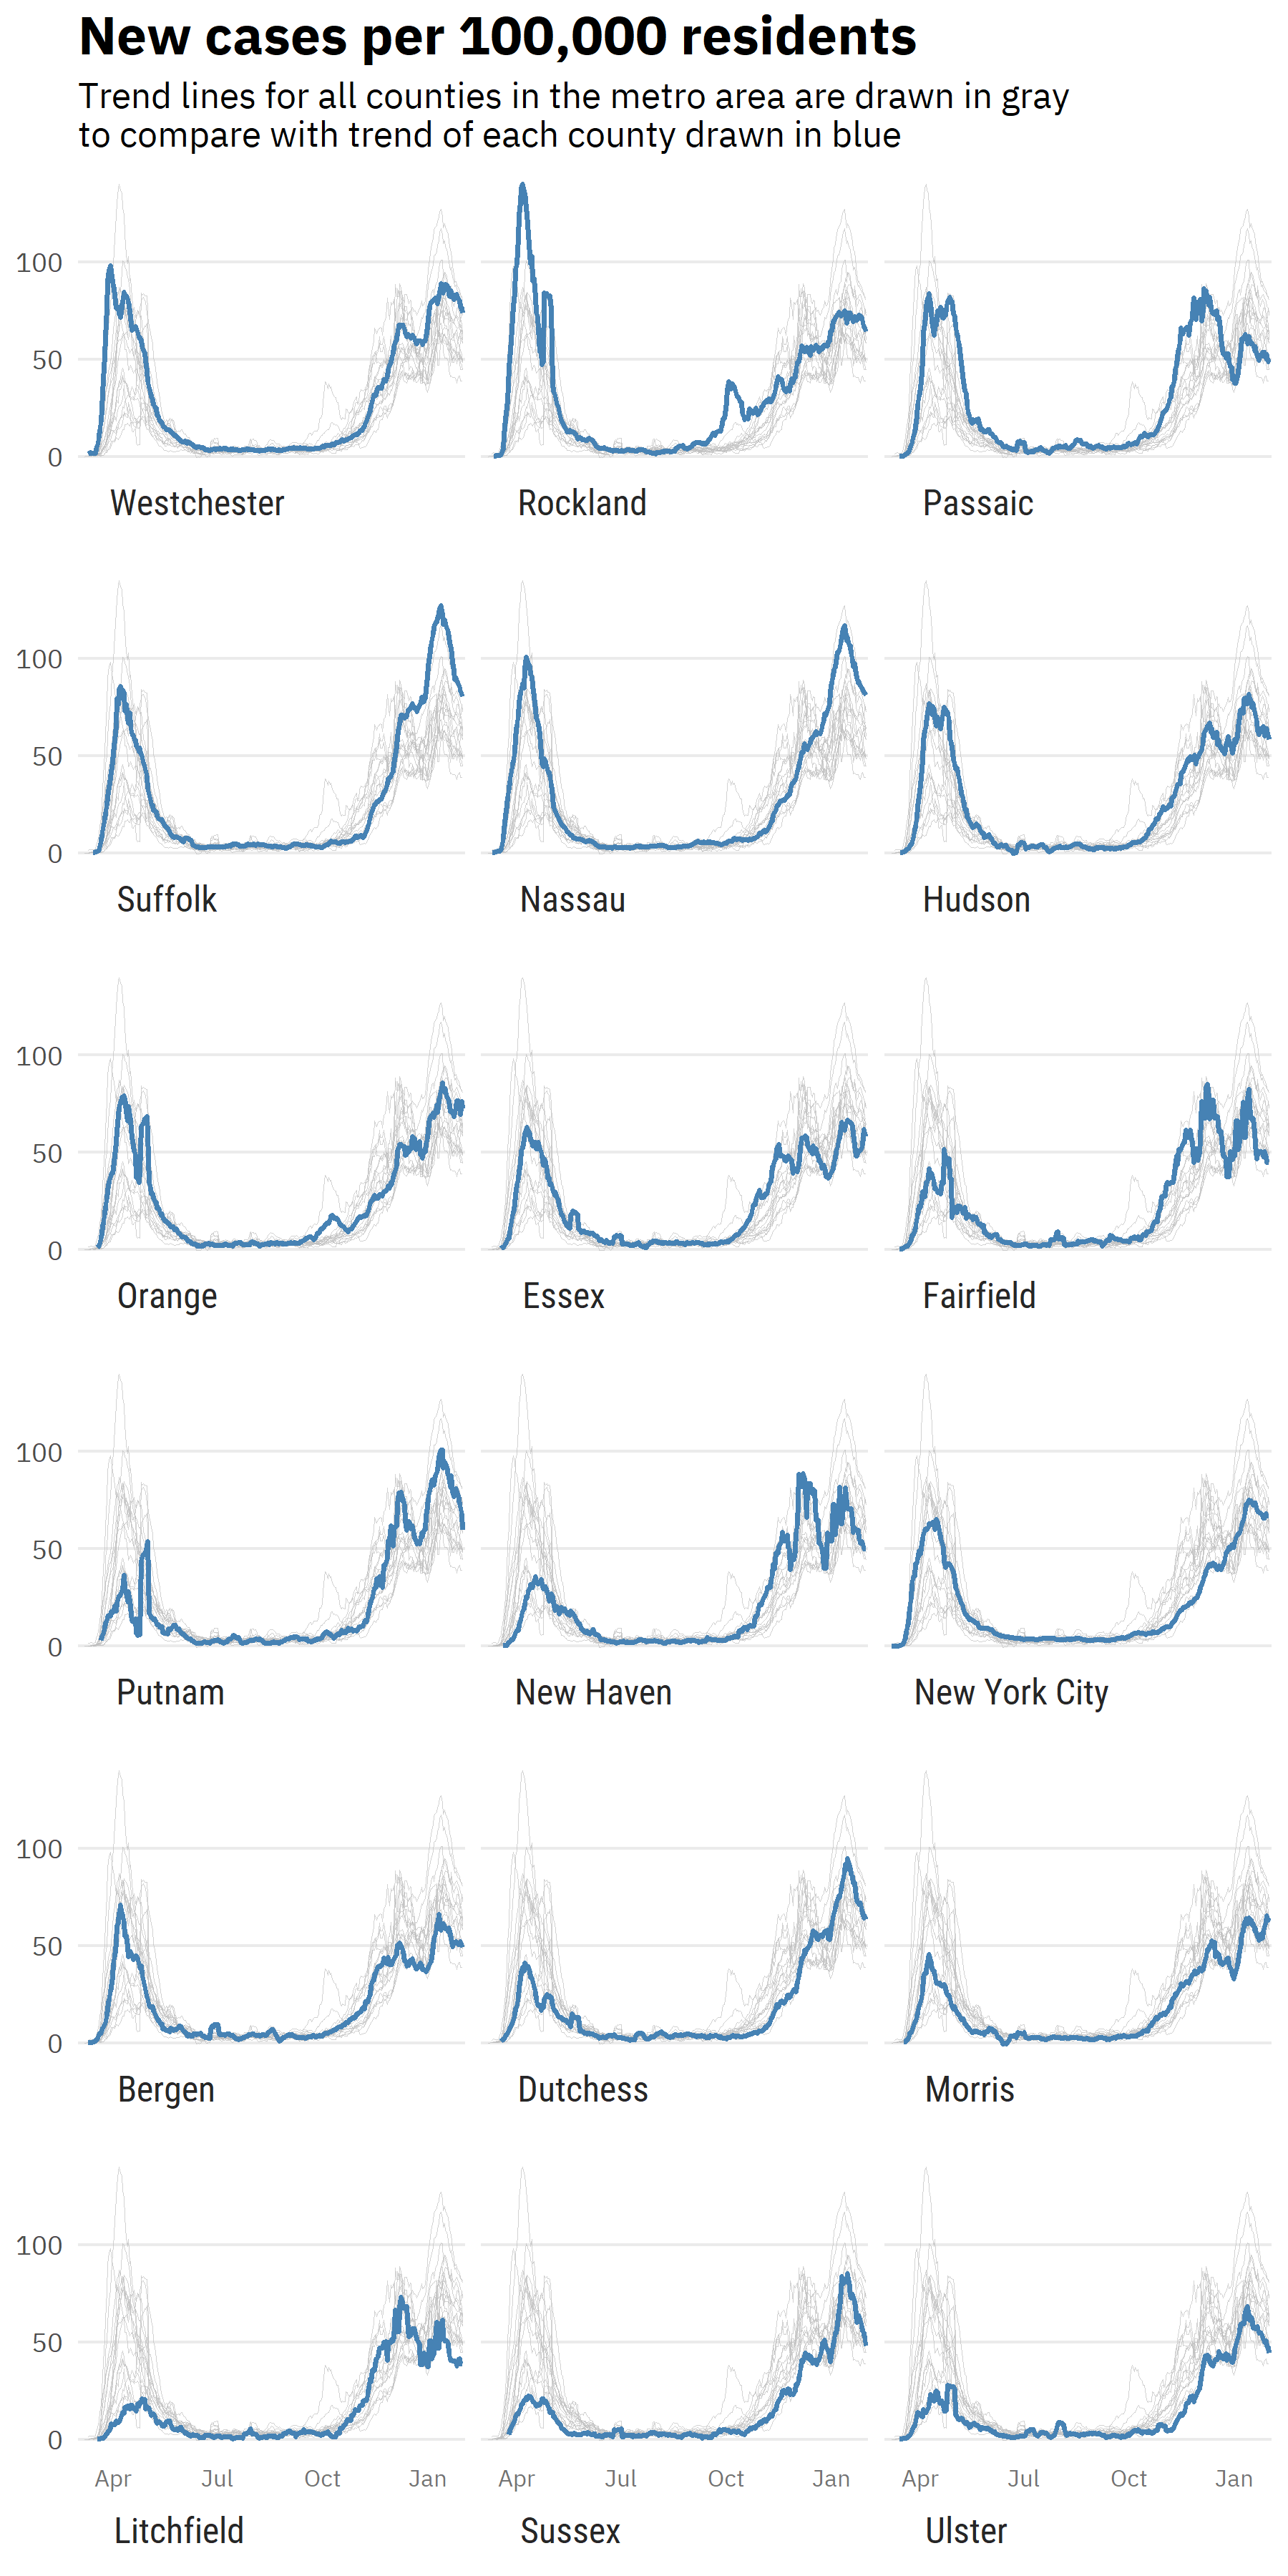 New cases per 100,000 residents
Trend lines for all counties in the metro area are drawn in gray
to compare with trend of each county drawn in blue
100
50
0
Westchester Rockland Passaic
100
50
0
Suffolk Nassau Hudson
100
50
0
Orange Essex Fairfield
100
50
0
Putnam New Haven New York City
100
50
0
Bergen Dutchess Morris
100
50
0
Apr Jul Oct Jan Apr Jul Oct Jan Apr Jul Oct Jan
Litchfield Sussex Ulster